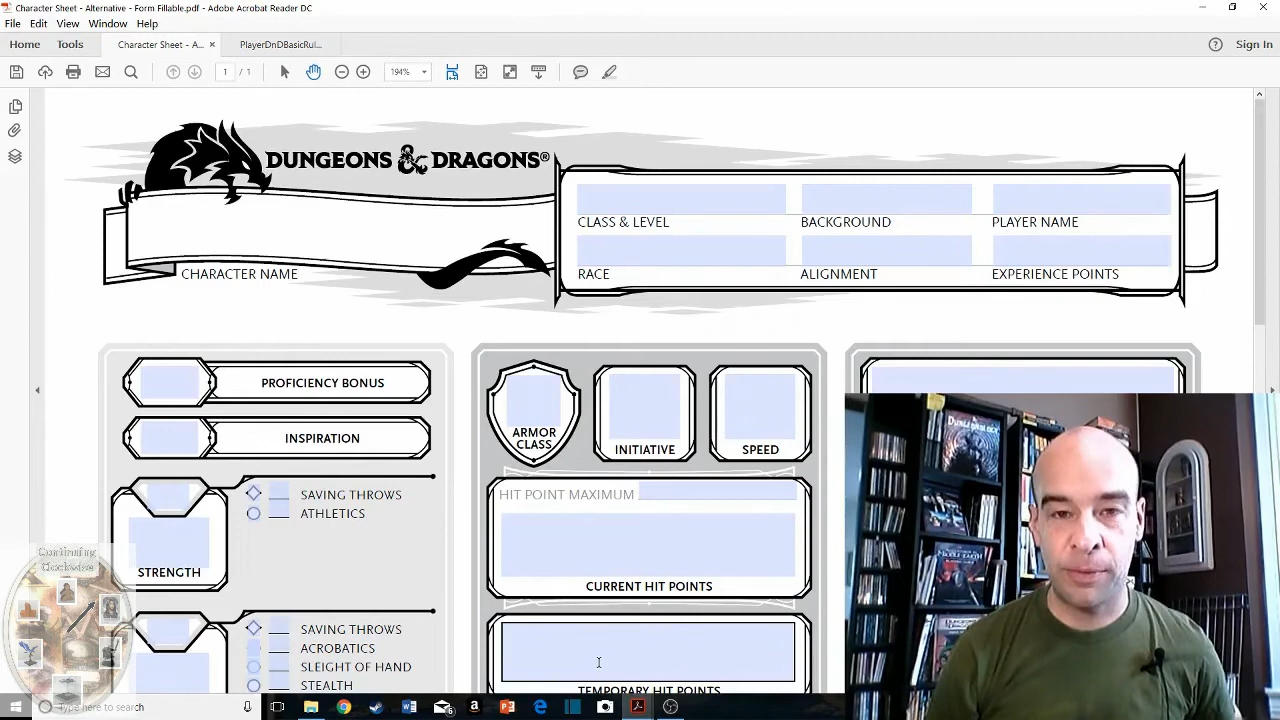 Character Sheet - Alternative - Form Fillable.pdf - Adobe Acrobat Reader DC
File Edit View Window Help
Home Tools Character Sheet - A... × PlayerDnDBasicRul... Sign In
1 / 1 194%
DUNGEONS & DRAGONS®
CLASS & LEVEL BACKGROUND PLAYER NAME
CHARACTER NAME RACE ALIGNMENT EXPERIENCE POINTS
PROFICIENCY BONUS
INSPIRATION
ARMOR
CLASS
INITIATIVE
SPEED
SAVING THROWS
ATHLETICS
STRENGTH
HIT POINT MAXIMUM
CURRENT HIT POINTS
SAVING THROWS
ACROBATICS
SLEIGHT OF HAND
STEALTH
TEMPORARY HIT POINTS
Continuing
Clockwise
Type here to search